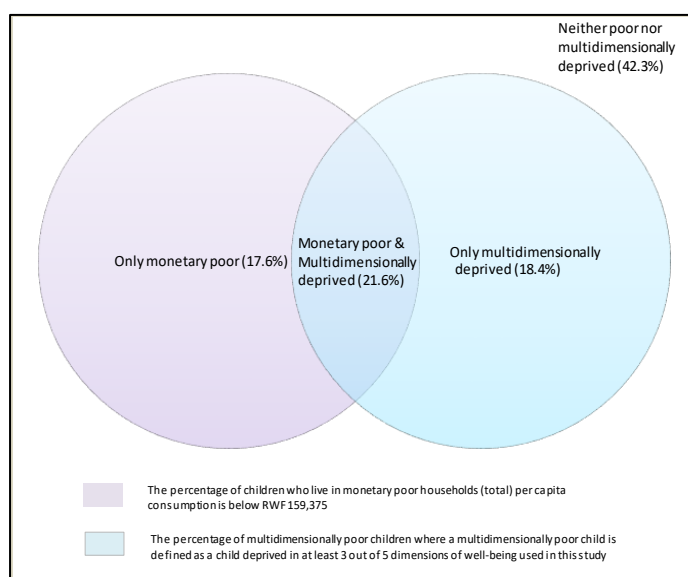 Neither poor nor
multidimensionally
deprived (42.3%)
Only monetary poor (17.6%)
Monetary poor &
Multidimensionally
deprived (21.6%)
Only multidimensionally
deprived (18.4%)
The percentage of children who live in monetary poor households (total) per capita
consumption is below RWF 159,375
The percentage of multidimensionally poor children where a multidimensionally poor child is
defined as a child deprived in at least 3 out of 5 dimensions of well-being used in this study